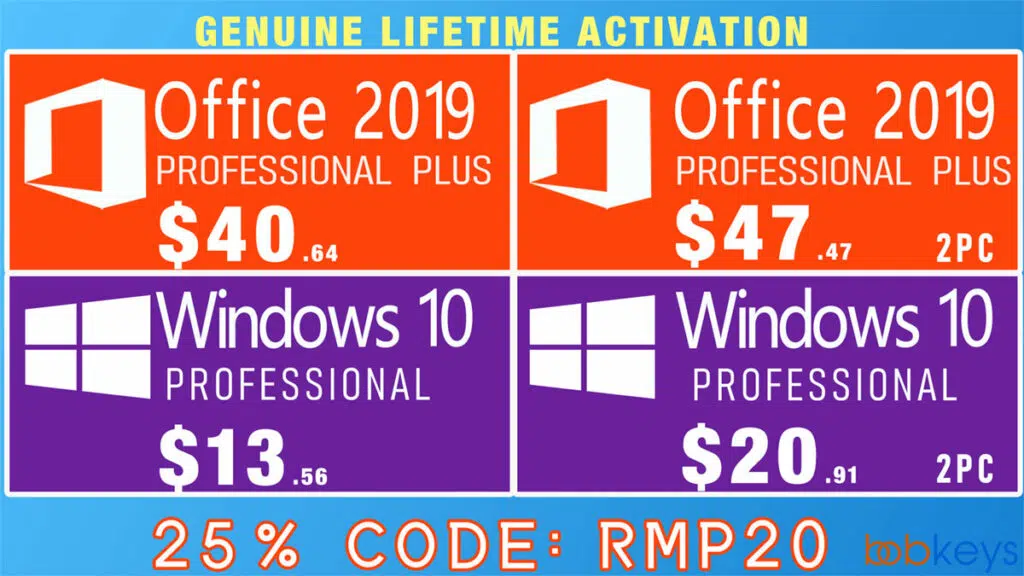 GENUINE LIFETIME ACTIVATION
Office 2019
PROFESSIONAL PLUS
$40.64
Office 2019
PROFESSIONAL PLUS
$47.47 2PC
Windows 10
PROFESSIONAL
$13.56
Windows 10
PROFESSIONAL
$20.91 2PC
25% CODE: RMP20
bobkeys